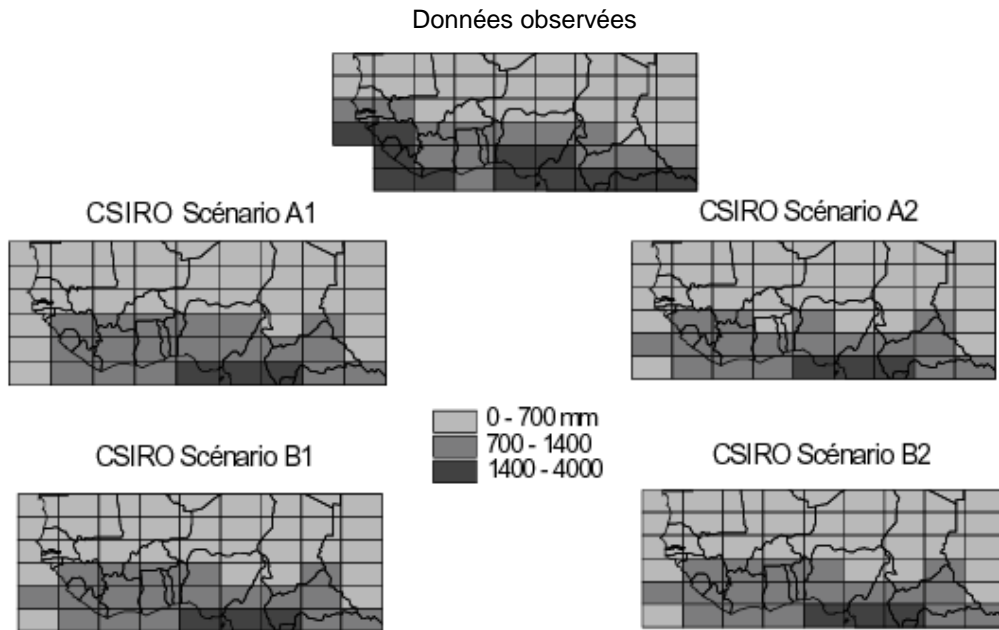 Données observées
CSIRO Scénario A1
CSIRO Scénario A2
0 - 700 mm
700 - 1400
1400 - 4000
CSIRO Scénario B1
CSIRO Scénario B2